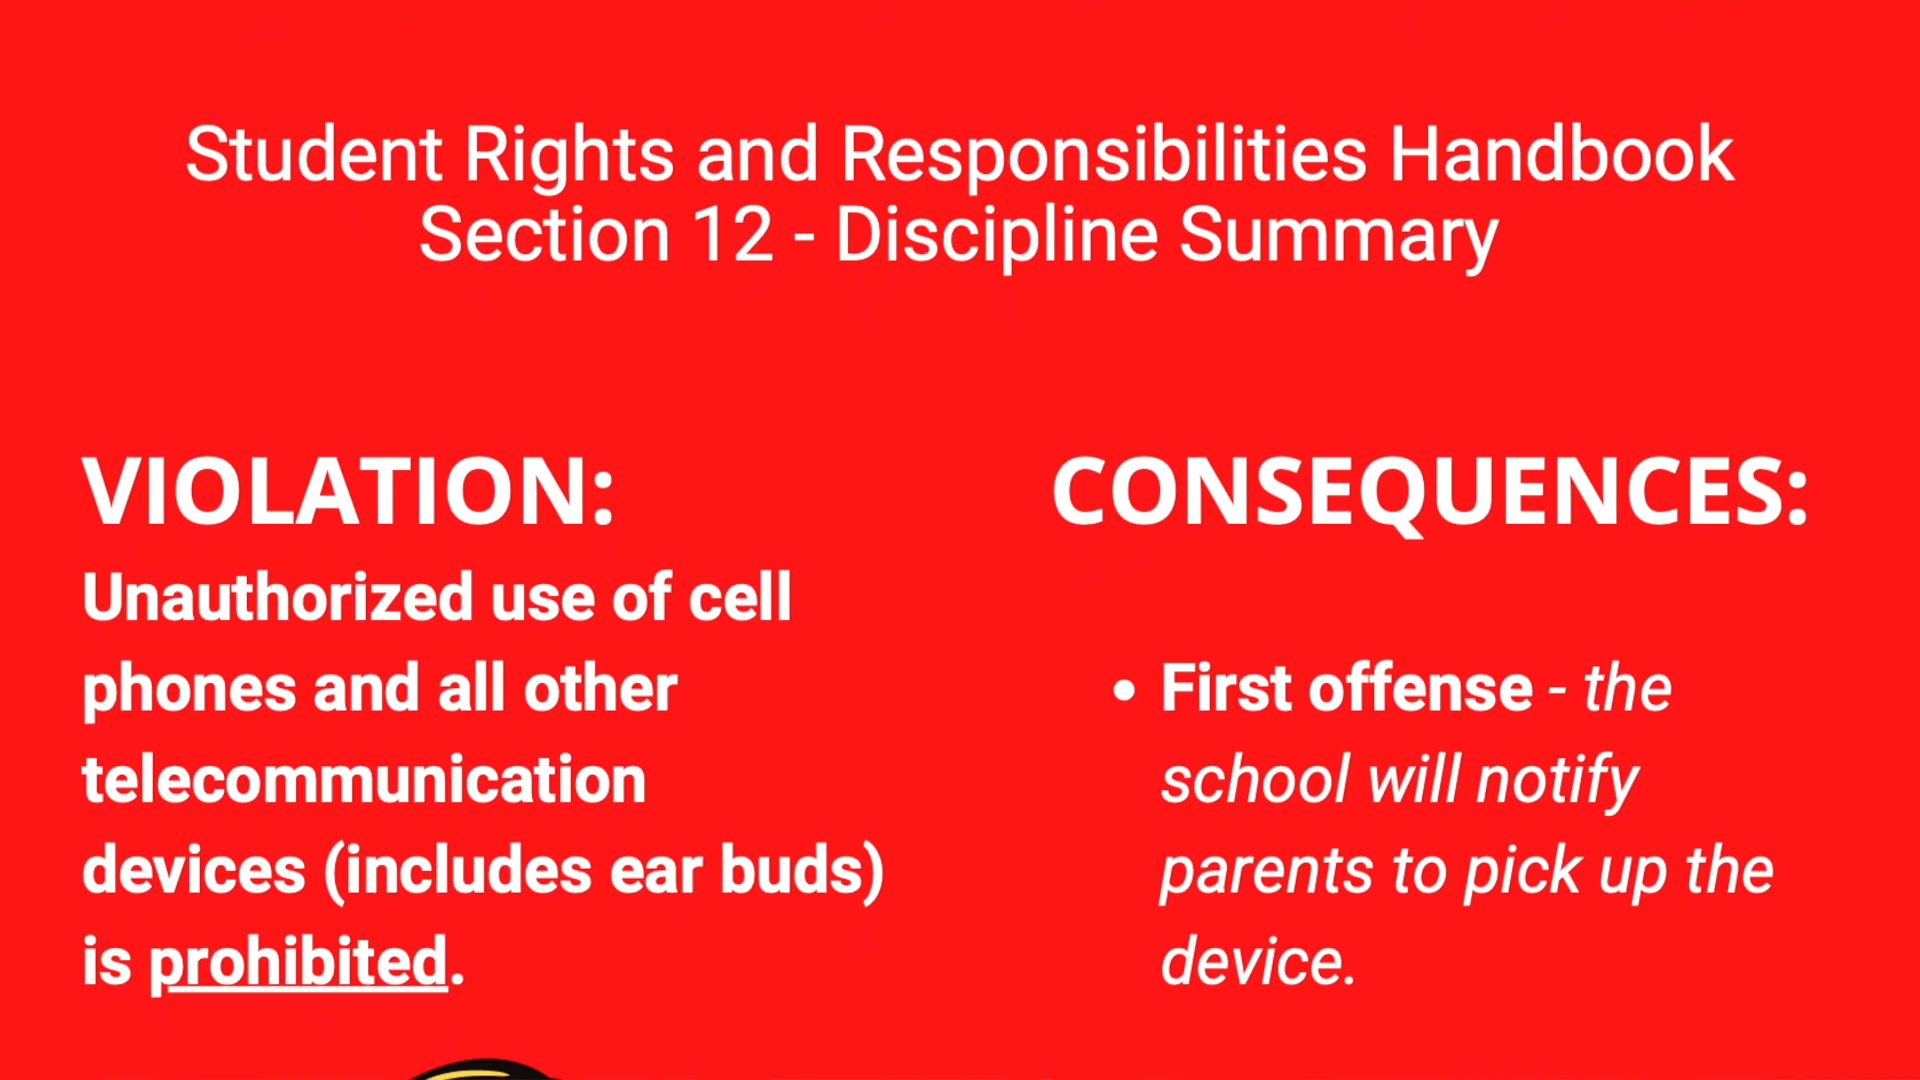 Student Rights and Responsibilities Handbook
Section 12 - Discipline Summary
VIOLATION:
Unauthorized use of cell
phones and all other
telecommunication
devices (includes ear buds)
is prohibited.
CONSEQUENCES:
• First offense - the
school will notify
parents to pick up the
device.